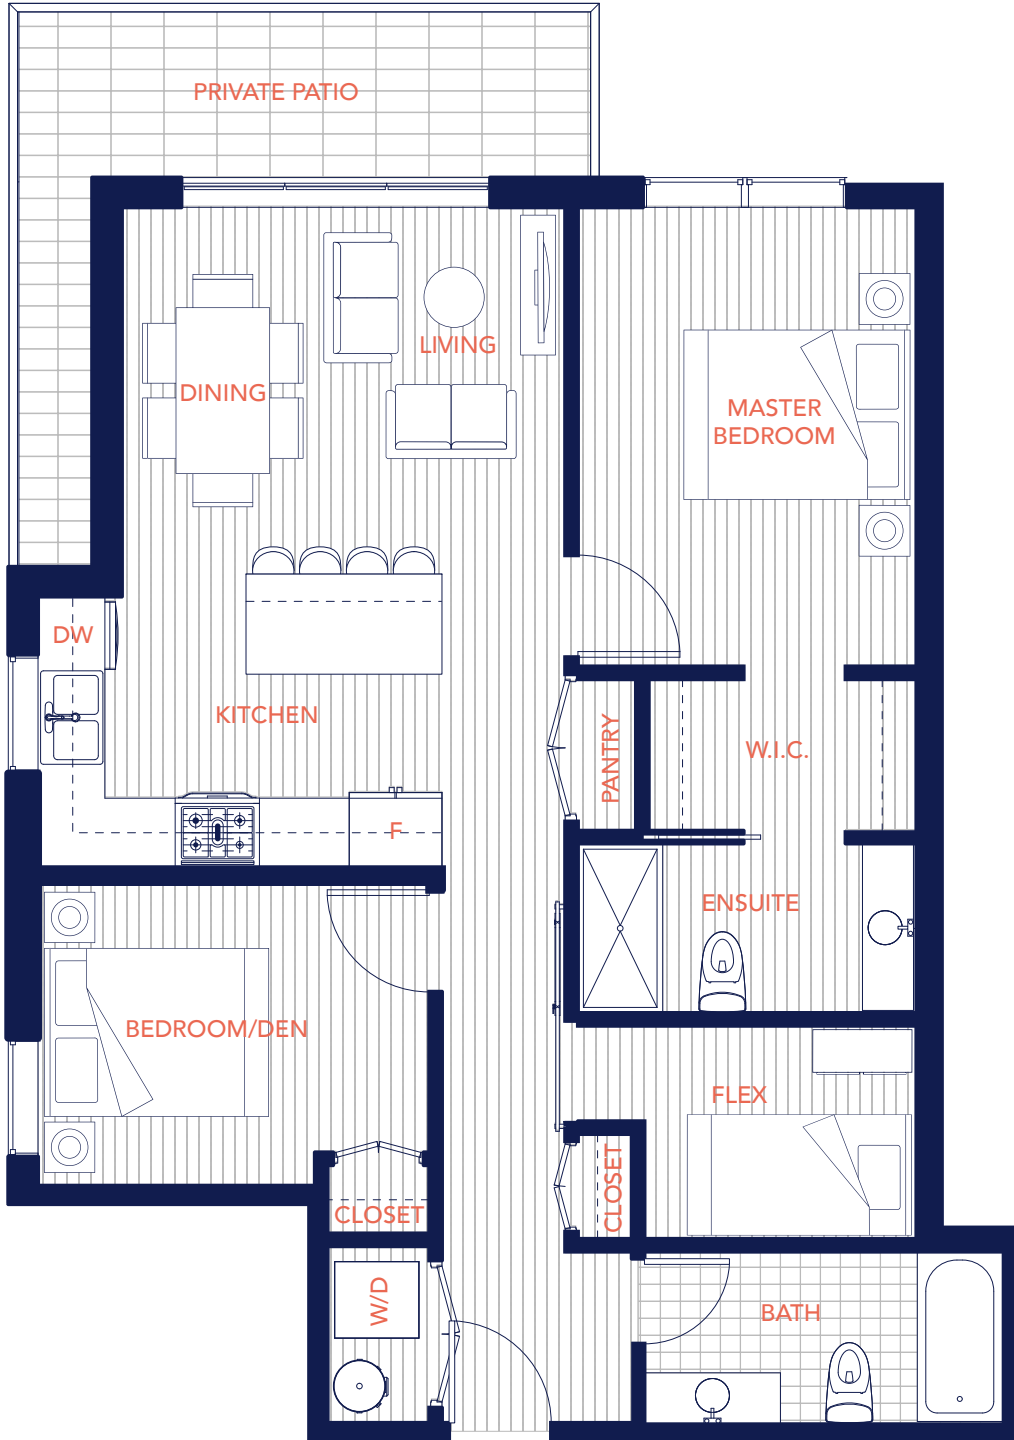 PRIVATE PATIO
LIVING
DINING
MASTER
BEDROOM
DW
KITCHEN
PANTRY
W.I.C.
F
ENSUITE
BEDROOM/DEN
FLEX
CLOSET
CLOSET
W/D
BATH